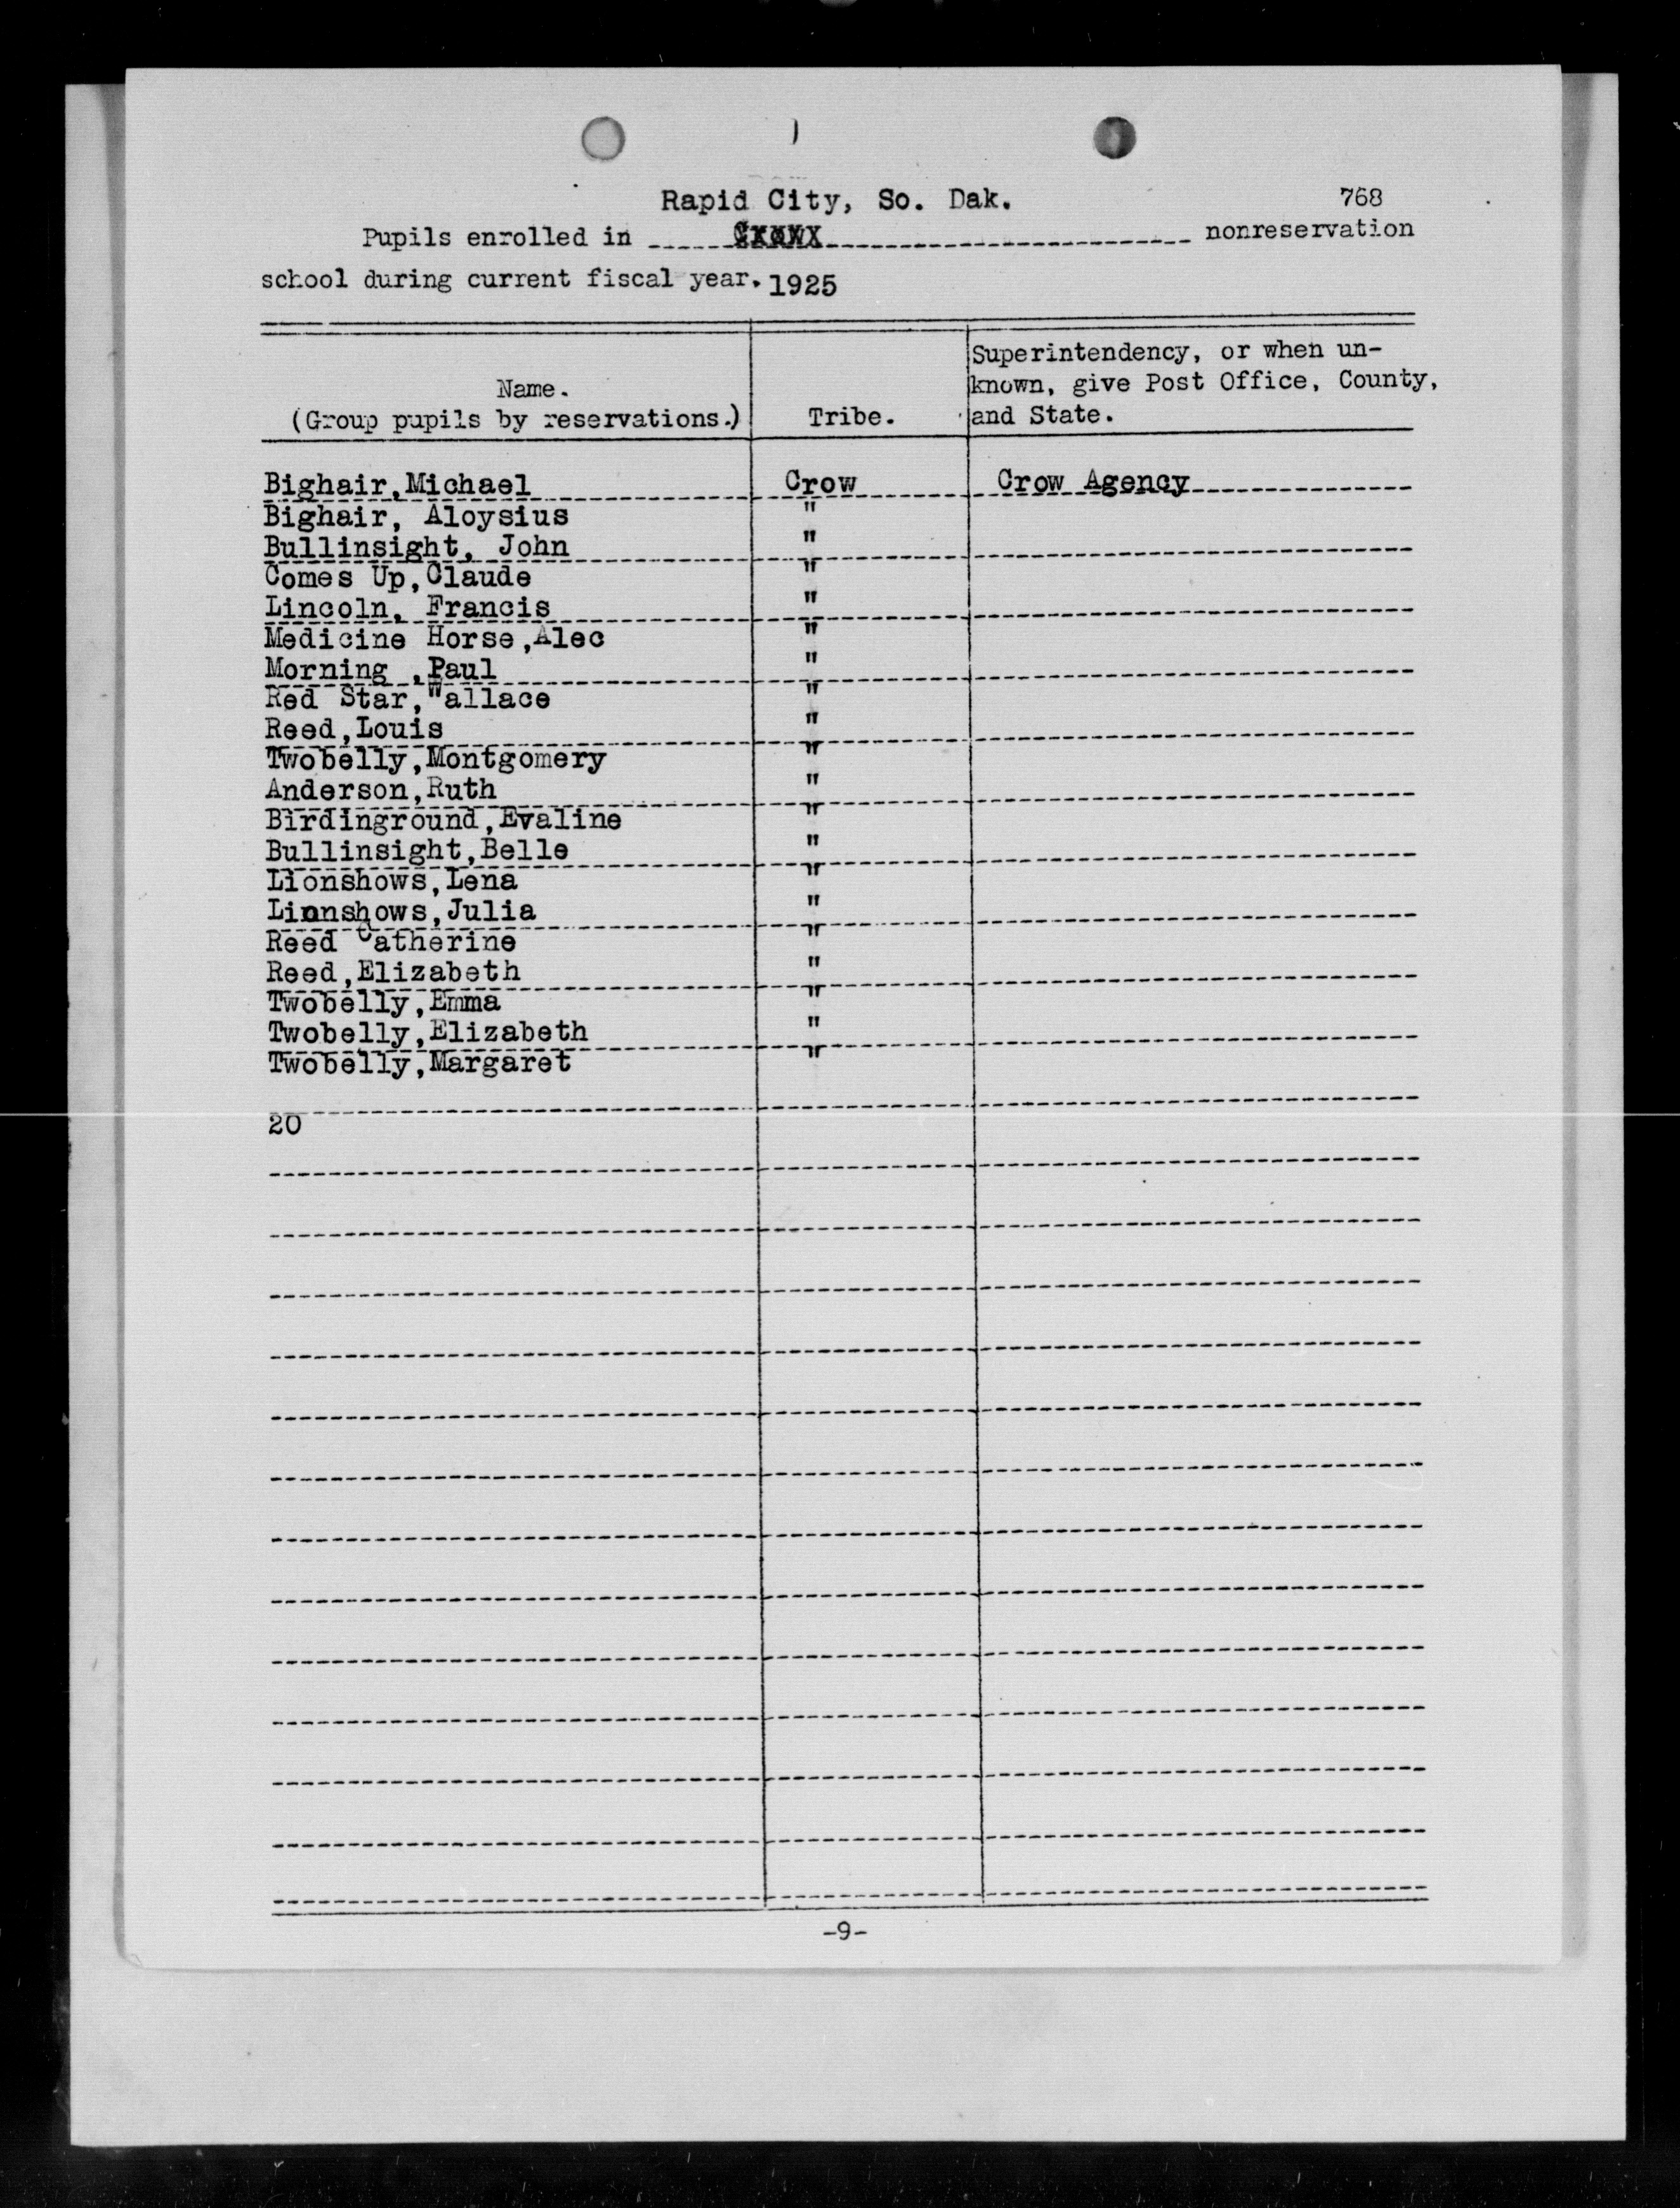 Rapid City, So. Dak. 768
Pupils enrolled in nonreservation
school during current fiscal year. 1925
Superintendency, or when un-
Name. known, give Post Office, County,
(Group pupils by reservations.) Tribe. and State.
Bighair, Michael Crow Crow Agency
Bighair, Aloysius "
Bullinsight, John "
Comes Up, Claude "
Lincoln, Francis "
Medicine Horse, Alec "
Morning , Paul "
Red Star, Wallace "
Reed, Louis "
Twobelly, Montgomery "
Anderson, Ruth "
Birdinground, Evaline "
Bullinsight, Belle "
Lionshows, Lena "
Lionshows, Julia "
Reed Catherine "
Reed, Elizabeth "
Twobelly, Emma "
Twobelly, Elizabeth "
Twobelly, Margaret "
20
-9-